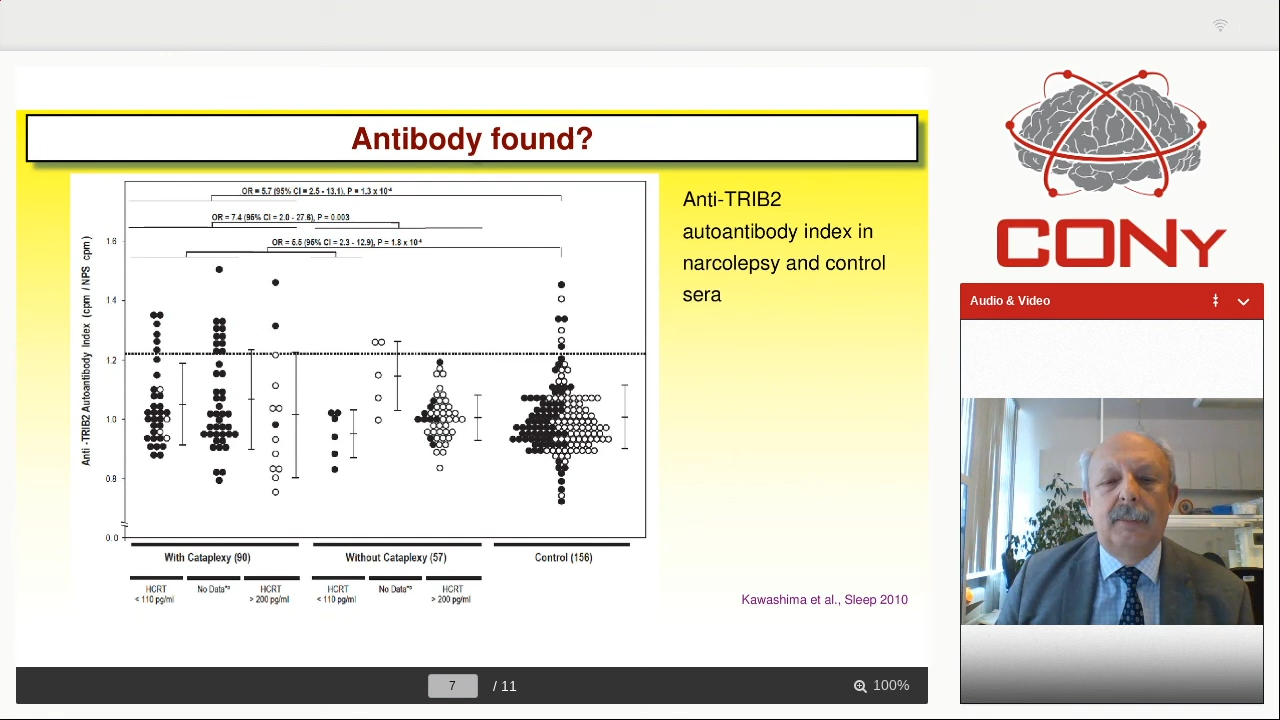 Antibody found?
OR = 5.7 (95% CI = 2.5 - 13.1), P = 1.3 x 10⁻⁴
OR = 7.4 (95% CI = 2.0 - 27.6), P = 0.003
OR = 5.5 (95% CI = 2.3 - 12.9), P = 1.8 x 10⁻⁴
Anti -TRIB2 Autoantibody Index (cpm / NPS cpm)
1.6
1.4
1.2
1.0
0.8
0.0
With Cataplexy (90)
Without Cataplexy (57)
Control (156)
HCRT
< 110 pg/ml
No Data
HCRT
> 200 pg/ml
HCRT
< 110 pg/ml
No Data
HCRT
> 200 pg/ml
Anti-TRIB2
autoantibody index in
narcolepsy and control
sera
Kawashima et al., Sleep 2010
7 / 11
100%
CONy
Audio & Video